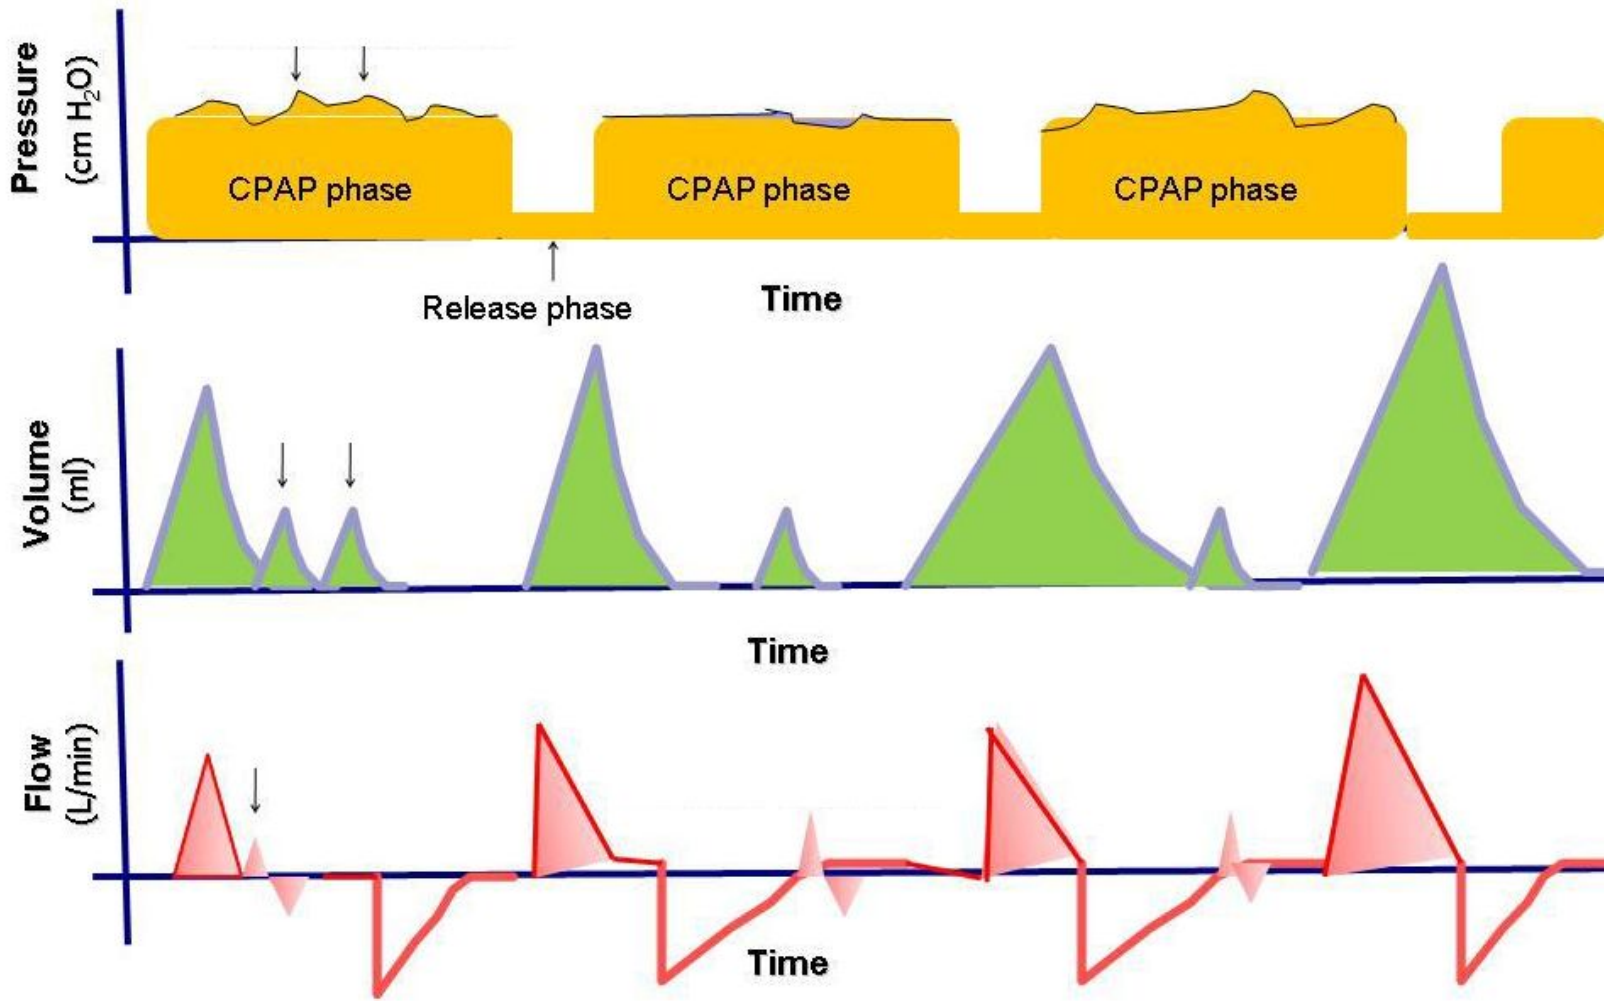 Pressure
(cm H₂O)
CPAP phase
CPAP phase
CPAP phase
Release phase
Time
Volume
(ml)
Time
Flow
(L/min)
Time